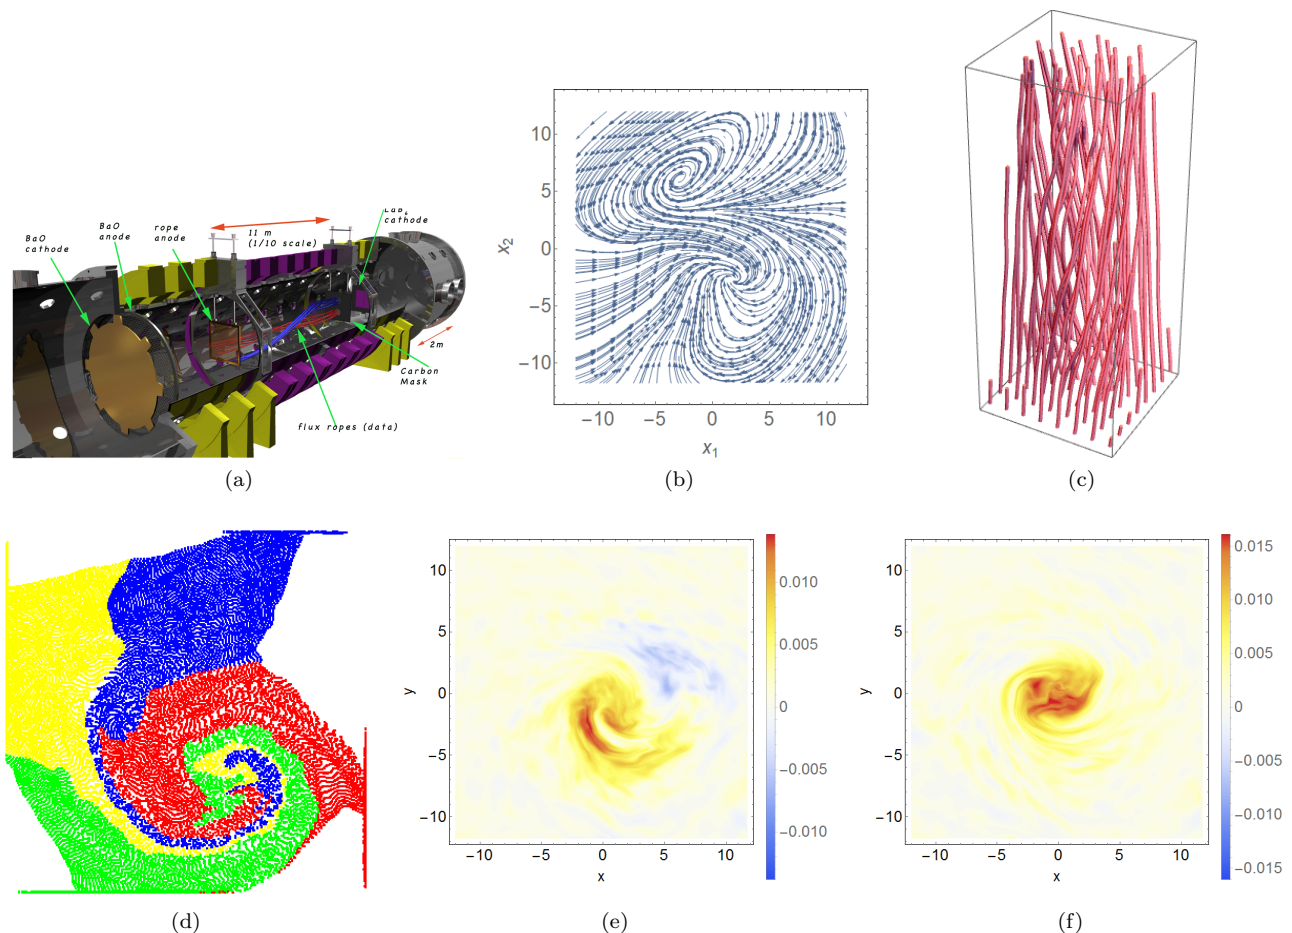 BaO
cathode
BaO
anode
rope
anode
11 m
(1/10 scale)
cathode
2m
Carbon
Mask
flux ropes (data)
(a)
10
5
0
−5
−10
x2
−10
−5
0
5
10
x1
(b)
(c)
(d)
10
5
0
−5
−10
y
−10
−5
0
5
10
x
0.010
0.005
0
−0.005
−0.010
(e)
10
5
0
−5
−10
y
−10
−5
0
5
10
x
0.015
0.010
0.005
0
−0.005
−0.010
−0.015
(f)